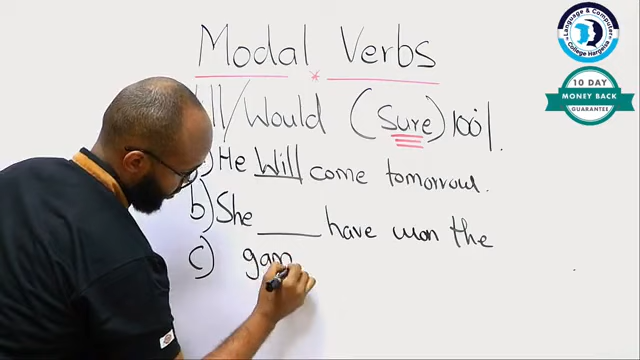 Modal Verbs
ill/Would (Sure) 100%.
a) He Will come tomorrow.
b) She ____ have won the
c) gam
Language & Computer
College Hargeisa
10 DAY
MONEY BACK
GUARANTEE